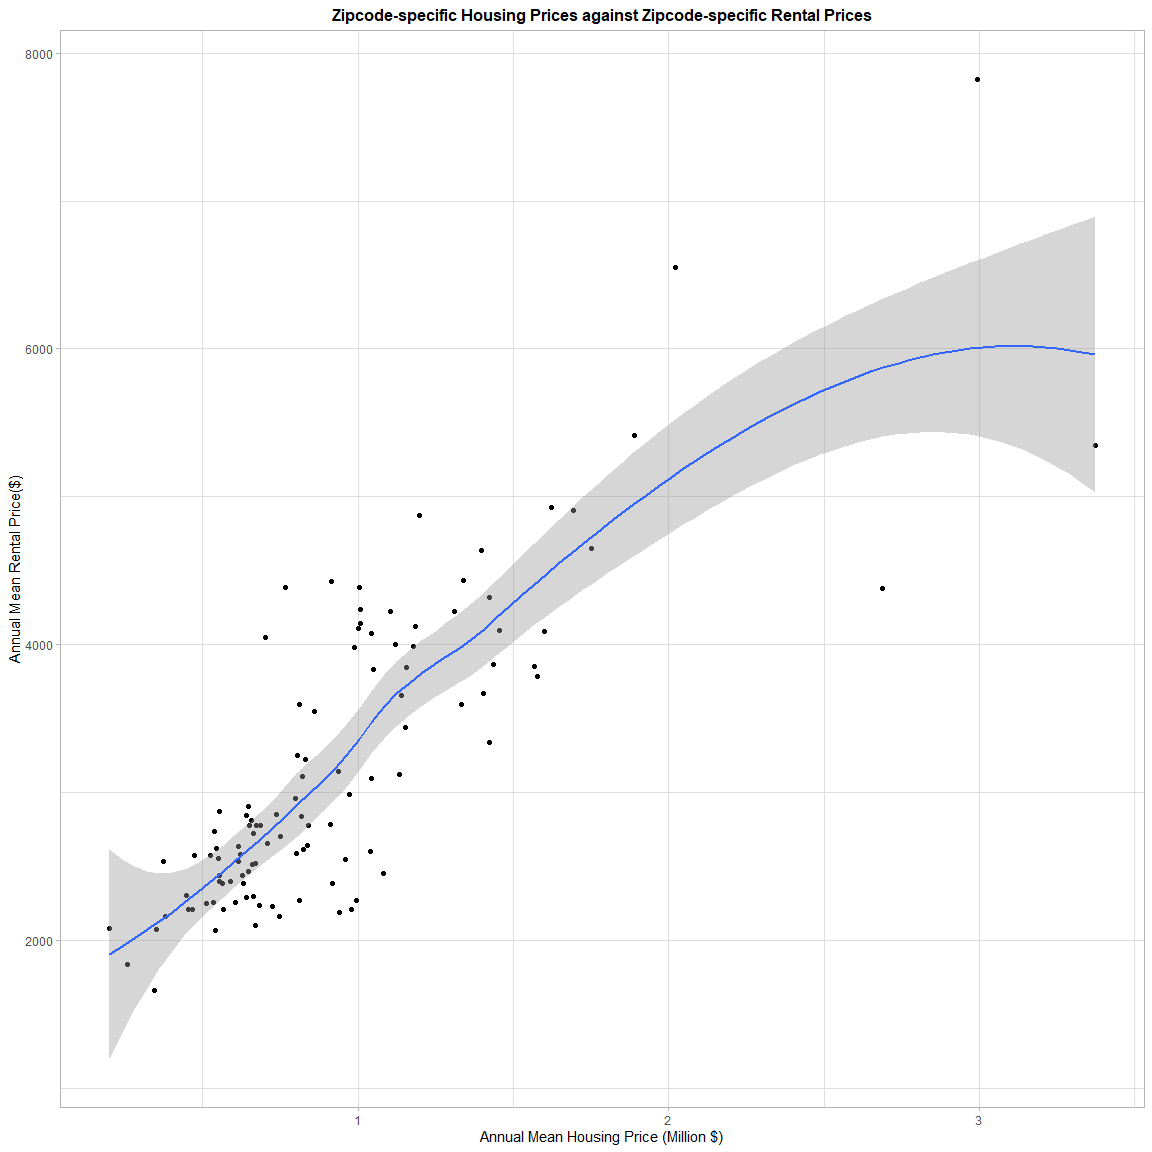 Zipcode-specific Housing Prices against Zipcode-specific Rental Prices
8000
6000
4000
2000
Annual Mean Rental Price($)
1 2 3
Annual Mean Housing Price (Million $)